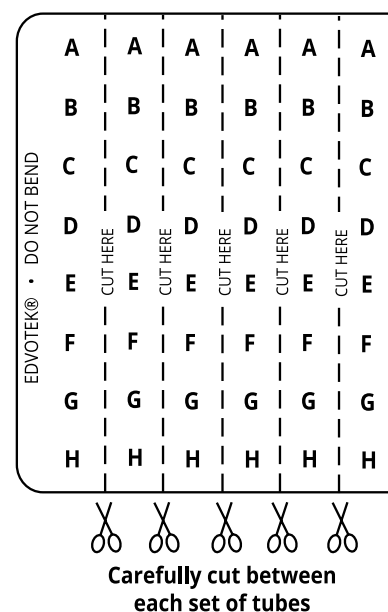 A A A A A A
B B B B B B
C C C C C C
D D D D D D
E E E E E E
F F F F F F
G G G G G G
H H H H H H
EDVOTEK® • DO NOT BEND
CUT HERE
CUT HERE
CUT HERE
CUT HERE
CUT HERE
Carefully cut between
each set of tubes